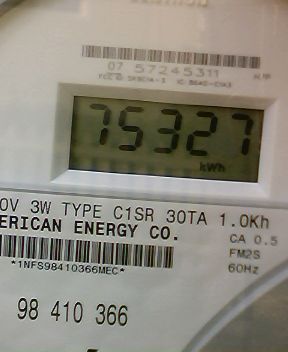 07 57245311
75327
kWh
0V 3W TYPE C1SR 30TA 1.0Kh
ERICAN ENERGY CO.
CA 0.5
FM2S
*1NFS98410366MEC*
60Hz
98 410 366